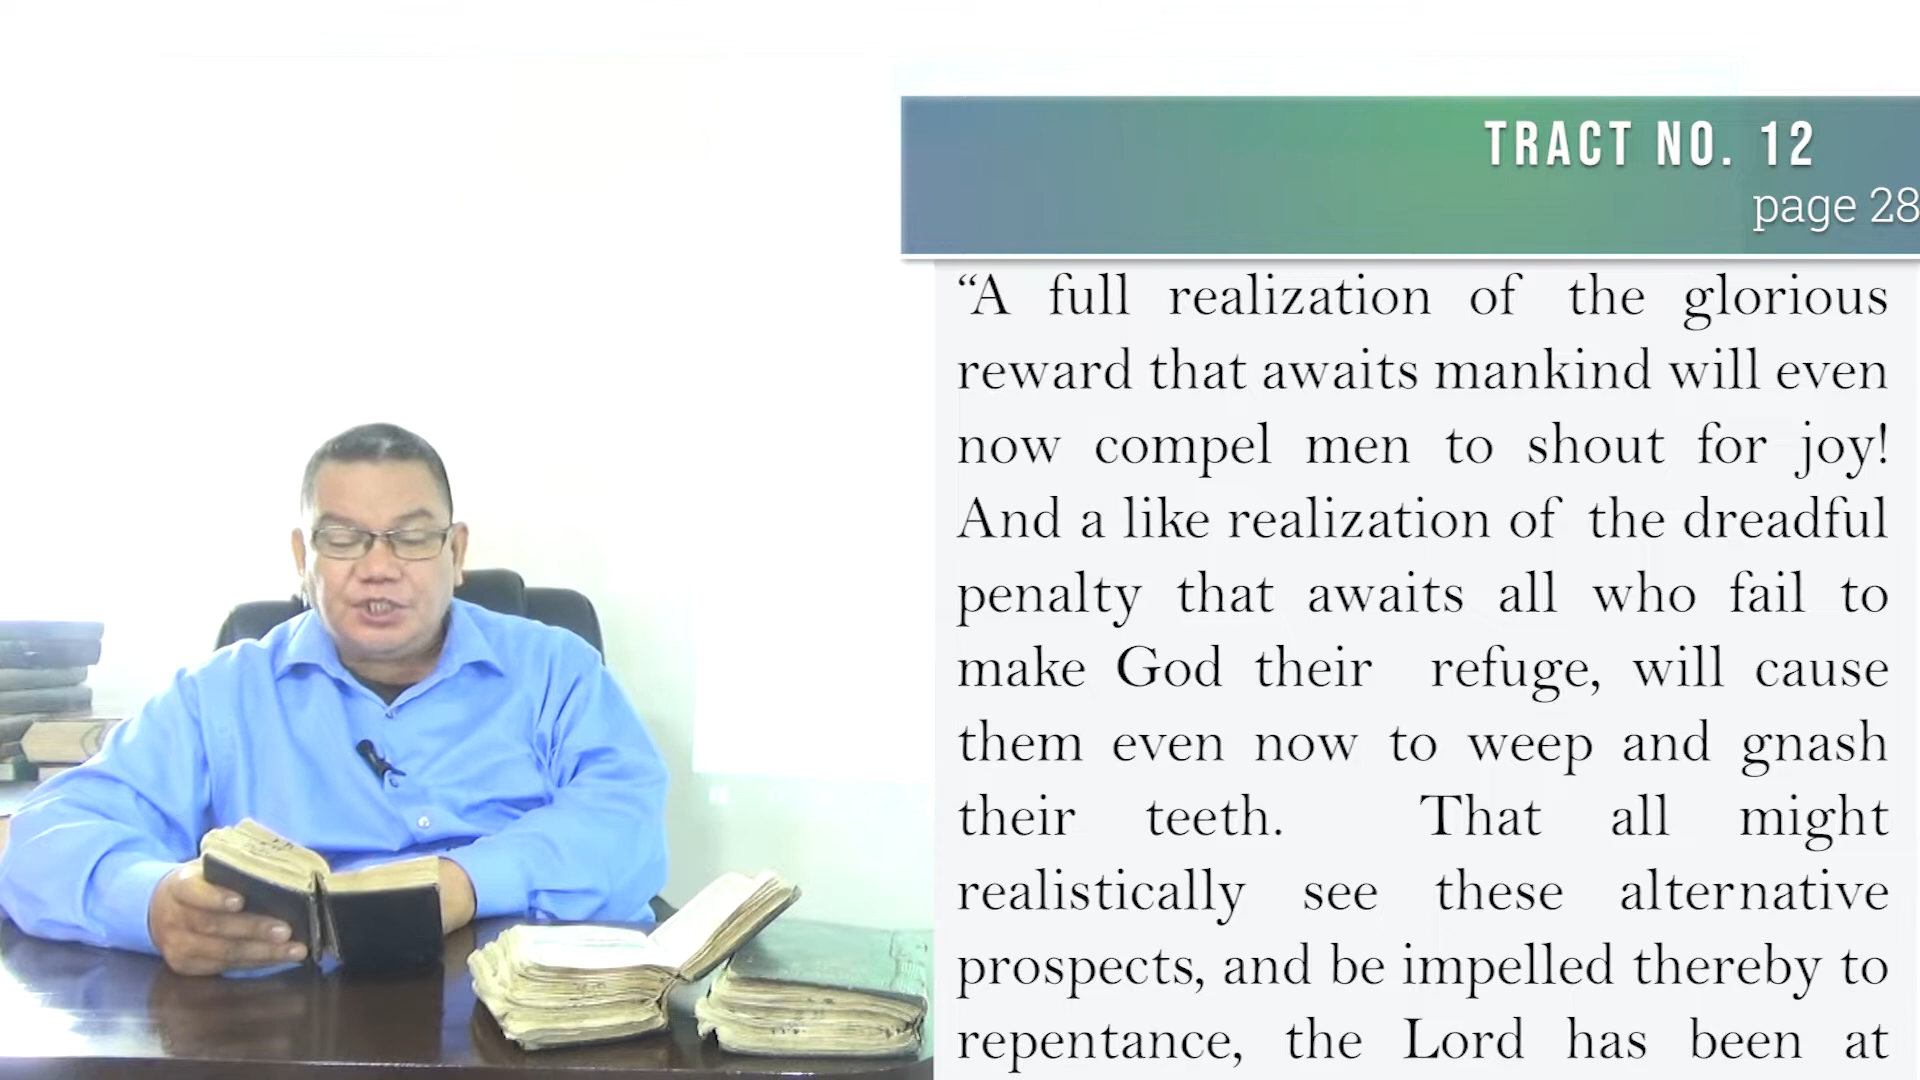 TRACT NO. 12
page 28
“A full realization of the glorious
reward that awaits mankind will even
now compel men to shout for joy!
And a like realization of the dreadful
penalty that awaits all who fail to
make God their refuge, will cause
them even now to weep and gnash
their teeth. That all might
realistically see these alternative
prospects, and be impelled thereby to
repentance, the Lord has been at